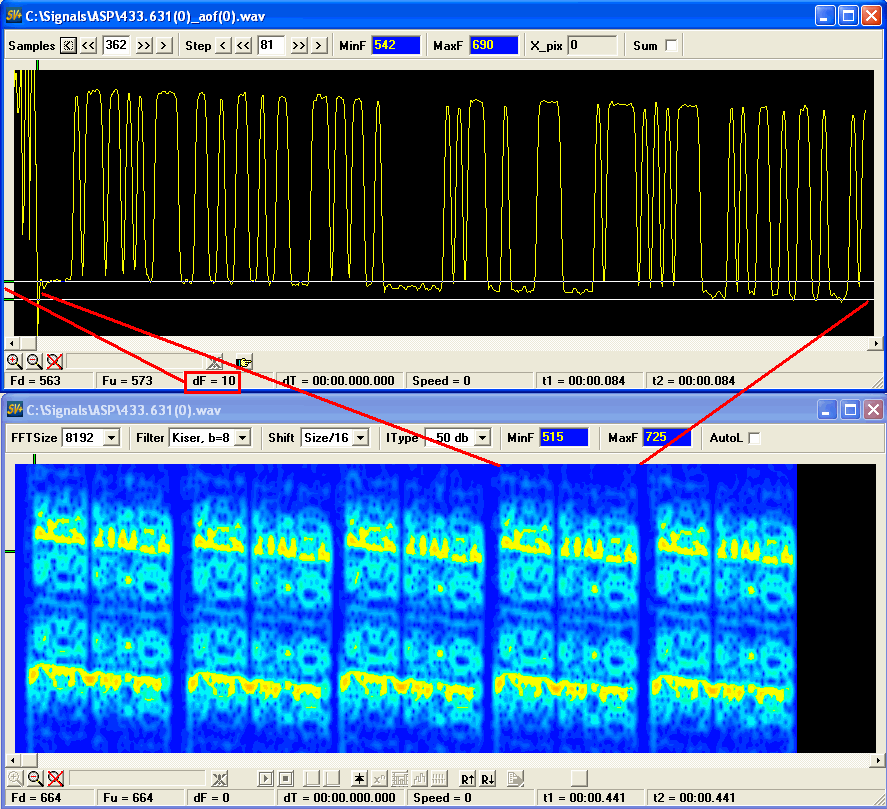 SV+ C:\Signals\ASP\433.631(0)_aof(0).wav
Samples < << 362 >> > Step < << 81 >> > MinF 542 MaxF 690 X_pix 0 Sum
Fd = 563 Fu = 573 dF = 10 dT = 00:00.000.000 Speed = 0 t1 = 00:00.084 t2 = 00:00.084
SV+ C:\Signals\ASP\433.631(0).wav
FFTSize 8192 Filter Kiser, b=8 Shift Size/16 IType 50 db MinF 515 MaxF 725 AutoL
R↑ R↓
Fd = 664 Fu = 664 dF = 0 dT = 00:00.000.000 Speed = 0 t1 = 00:00.441 t2 = 00:00.441